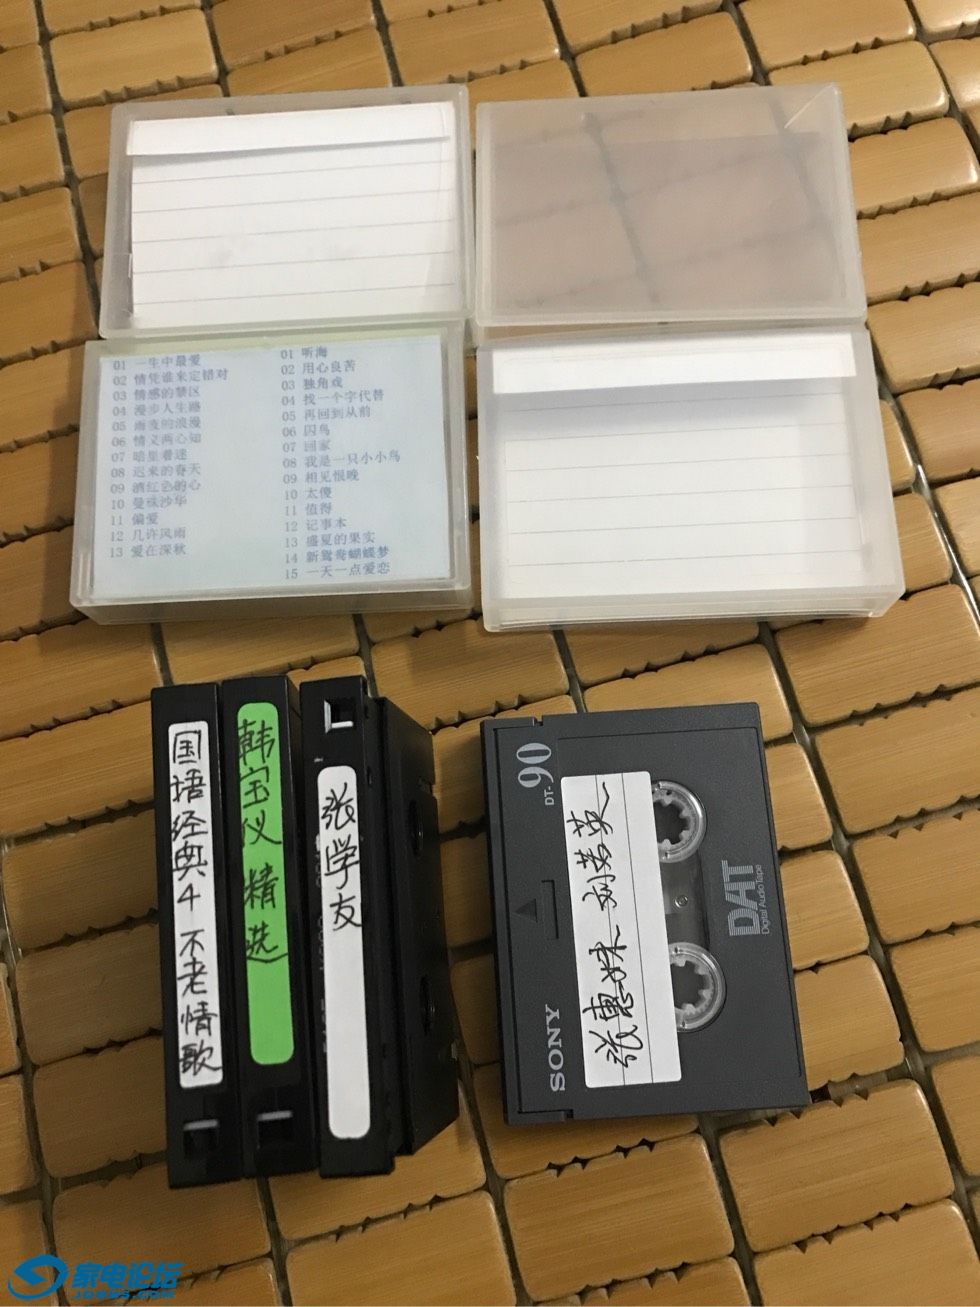 01 一生中最爱
02 情凭谁来定错对
03 情感的禁区
04 漫步人生路
05 雨夜的浪漫
06 情义两心知
07 暗里着迷
08 迟来的春天
09 滴红色的心
10 曼珠沙华
11 偏爱
12 几许风雨
13 爱在深秋
01 听海
02 用心良苦
03 独角戏
04 找一个字代替
05 再回到从前
06 囚鸟
07 回家
08 我是一只小小鸟
09 相见恨晚
10 太傻
11 值得
12 记事本
13 盛夏的果实
14 新鸳鸯蝴蝶梦
15 一天一点爱恋
国语经典4 不老情歌
韩宝仪 精选
张学友
张惠妹 刘若英
DT-90
SONY
DAT
Digital Audio Tape
家电论坛
JDBBS.COM